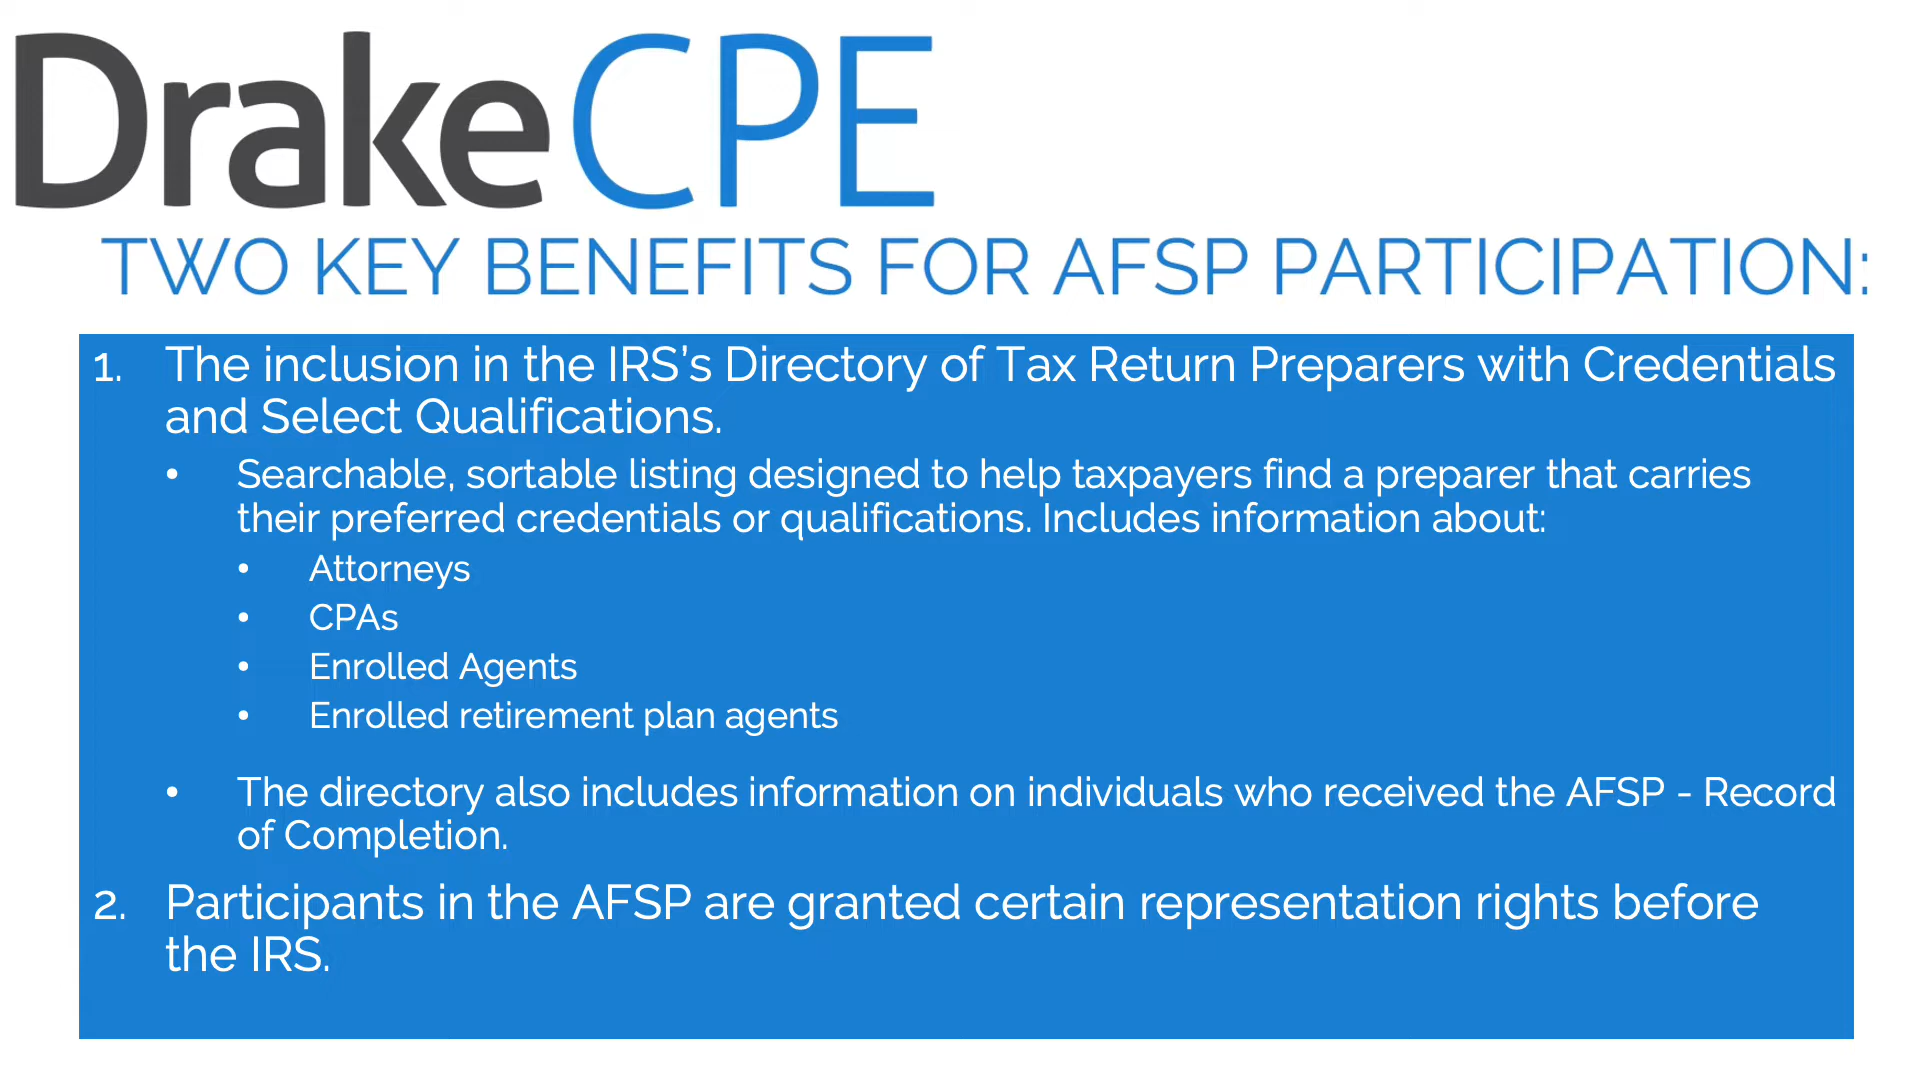 DrakeCPE
TWO KEY BENEFITS FOR AFSP PARTICIPATION:
1. The inclusion in the IRS’s Directory of Tax Return Preparers with Credentials
and Select Qualifications.
• Searchable, sortable listing designed to help taxpayers find a preparer that carries
their preferred credentials or qualifications. Includes information about:
• Attorneys
• CPAs
• Enrolled Agents
• Enrolled retirement plan agents
• The directory also includes information on individuals who received the AFSP - Record
of Completion.
2. Participants in the AFSP are granted certain representation rights before
the IRS.